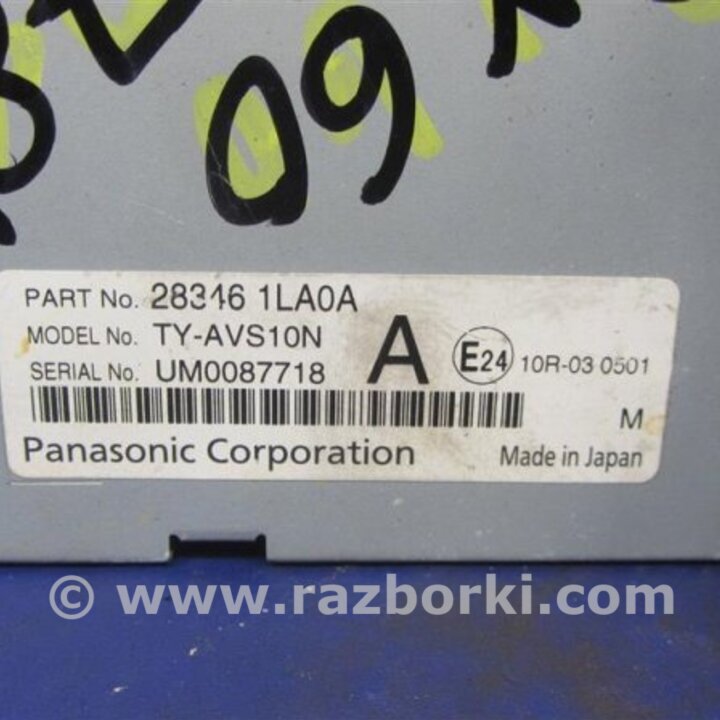 09
PART No. 28346 1LA0A
MODEL No. TY-AVS10N
SERIAL No. UM0087718
A
E24
10R-03 0501
M
Panasonic Corporation
Made in Japan
© www.razborki.com